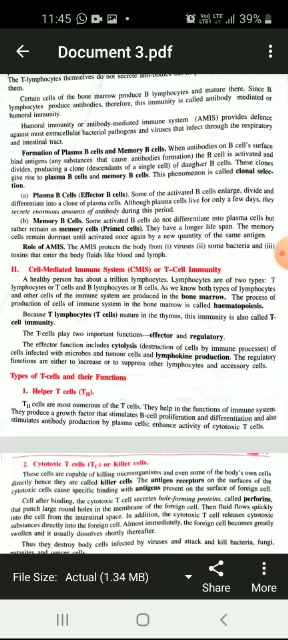 11:45
Vo) LTE
LTE1
39%
Document 3.pdf
The T-lymphocytes themselves do not secrete
them.
Certain cells of the bone marrow produce B lymphocytes and mature there. Since B
lymphocytes produce antibodies, therefore, this immunity is called antibody mediated or
humoral immunity.
Humoral immunity or antibody-mediated immune system (AMIS) provides defence
against most extracellular bacterial pathogens and viruses that infect through the respiratory
and intestinal tract.
Formation of Plasma B cells and Memory B cells. When antibodies on B cell's surface
bind antigens (any substances that cause antibodies formation) the B cell is activated and
divides, producing a clone (descendants of a single cell) of daughter B cells. These clones
give rise to plasma B cells and memory B cells. This phenomenon is called clonal selec-
tion.
(a) Plasma B Cells (Effector B cells). Some of the activated B cells enlarge, divide and
differentiate into a clone of plasma cells. Although plasma cells live for only a few days, they
secrete enormous amounts of antibody during this period.
(b) Memory B Cells. Some activated B cells do not differentiate into plasma cells but
rather remain as memory cells (Primed cells). They have a longer life span. The memory
cells remain dormant until activated once again by a new quantity of the same antigen.
Role of AMIS. The AMIS protects the body from (i) viruses (ii) some bacteria and (iii)
toxins that enter the body fluids like blood and lymph.
II. Cell-Mediated Immune System (CMIS) or T-Cell Immunity
A healthy person has about a trillion lymphocytes. Lymphocytes are of two types: T
lymphocytes or T cells and B lymphocytes or B cells. As we know both types of lymphocytes
and other cells of the immune system are produced in the bone marrow. The process of
production of cells of immune system in the bone marrow is called haematopoiesis.
Because T lymphocytes (T cells) mature in the thymus, this immunity is also called T-
cell immunity.
The T-cells play two important functions—effector and regulatory.
The effector function includes cytolysis (destruction of cells by immune processes) of
cells infected with microbes and tumour cells and lymphokine production. The regulatory
functions are either to increase or to suppress other lymphocytes and accessory cells.
Types of T-cells and their Functions
1. Helper T cells (TH).
TH cells are most numerous of the T cells. They help in the functions of immune system.
They produce a growth factor that stimulates B-cell proliferation and differentiation and also
stimulates antibody production by plasma cells; enhance activity of cytotoxic T cells.
2. Cytotoxic T cells (Tc) or Killer cells.
These cells are capable of killing microorganisms and even some of the body's own cells
directly hence they are called killer cells. The antigen receptors on the surfaces of the
cytotoxic cells cause specific binding with antigens present on the surface of foreign cell.
Cell after binding, the cytotoxic T cell secretes hole-forming proteins, called perforins,
that punch large round holes in the membrane of the foreign cell. Then fluid flows quickly
into the cell from the interstitial space. In addition, the cytotoxic T cell releases cytotoxic
substances directly into the foreign cell. Almost immediately, the foreign cell becomes greatly
swollen and it usually dissolves shortly thereafter.
Thus they destroy body cells infected by viruses and attack and kill bacteria, fungi,
parasites and cancer cells.
File Size: Actual (1.34 MB)
Share
More